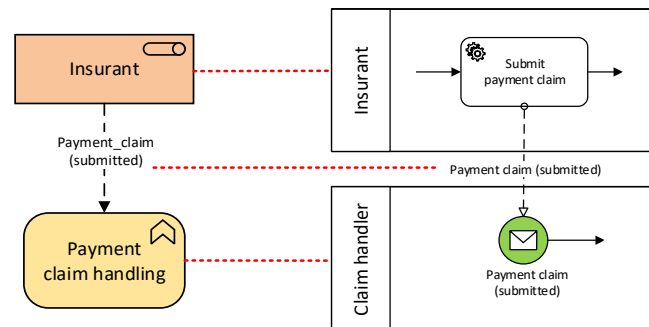 Insurant
Payment_claim
(submitted)
Payment
claim handling
Insurant
Submit
payment claim
Payment claim (submitted)
Claim handler
Payment claim
(submitted)